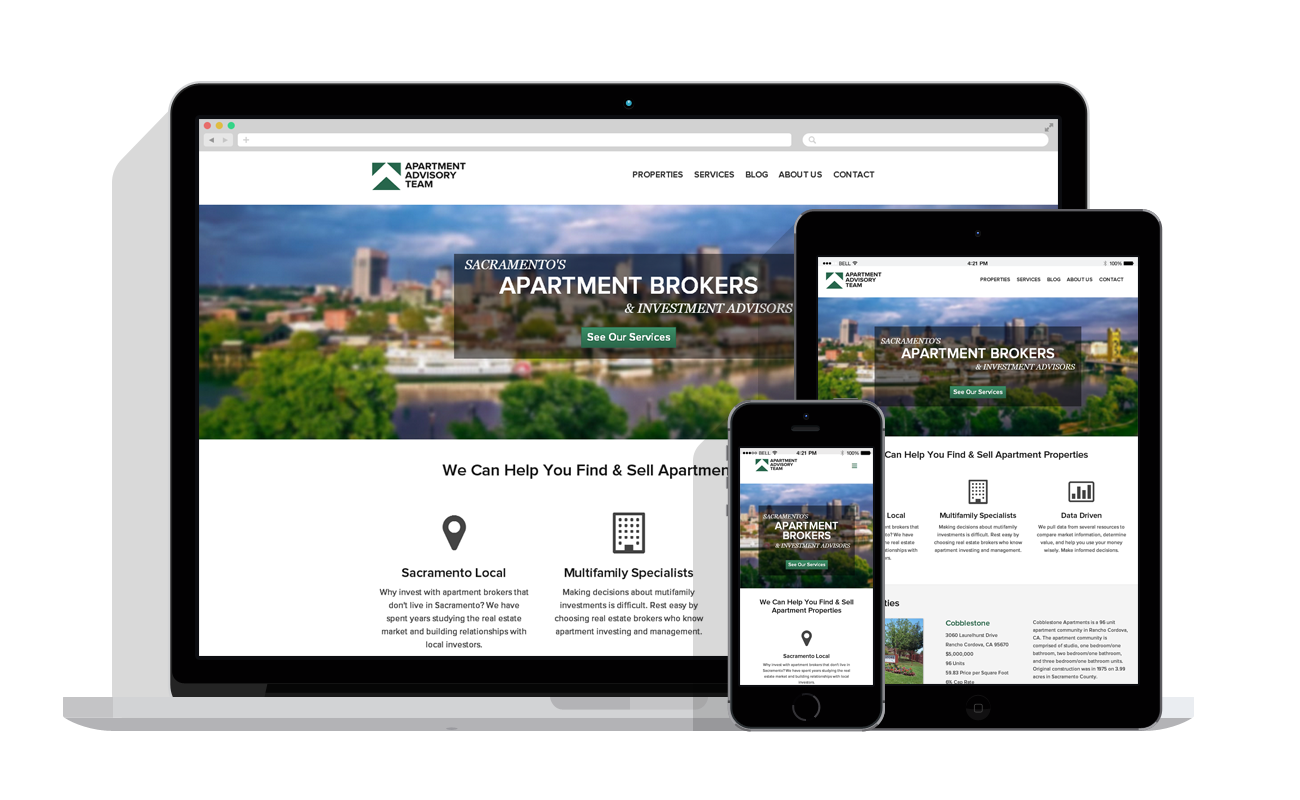 APARTMENT
ADVISORY
TEAM
PROPERTIES SERVICES BLOG ABOUT US CONTACT
SACRAMENTO'S
APARTMENT BROKERS
& INVESTMENT ADVISORS
See Our Services
We Can Help You Find & Sell Apartmen
Sacramento Local
Why invest with apartment brokers that
don't live in Sacramento? We have
spent years studying the real estate
market and building relationships with
local investors.
Multifamily Specialists
Making decisions about mutifamily
investments is difficult. Rest easy by
choosing real estate brokers who know
apartment investing and management.
BELL 4:21 PM 100%
APARTMENT
ADVISORY
TEAM
PROPERTIES SERVICES BLOG ABOUT US CONTACT
SACRAMENTO'S
APARTMENT BROKERS
& INVESTMENT ADVISORS
See Our Services
Can Help You Find & Sell Apartment Properties
Local
nt brokers that
to? We have
he real estate
ationships with
rs.
Multifamily Specialists
Making decisions about mutifamily
investments is difficult. Rest easy by
choosing real estate brokers who know
apartment investing and management.
Data Driven
We pull data from several resources to
compare market information, determine
value, and help you use your money
wisely. Make informed decisions.
ties
Cobblestone
3060 Laurelhurst Drive
Rancho Cordova, CA 95670
$5,000,000
96 Units
59.83 Price per Square Foot
6% Cap Rate
Cobblestone Apartments is a 96 unit
apartment community in Rancho Cordova,
CA. The apartment community is
comprised of studio, one bedroom/one
bathroom, two bedroom/one bathroom,
and three bedroom/one bathroom units.
Original construction was in 1975 on 3.99
acres in Sacramento County.
BELL 4:21 PM 100%
APARTMENT
ADVISORY
TEAM
SACRAMENTO'S
APARTMENT
BROKERS
& INVESTMENT ADVISORS
See Our Services
We Can Help You Find & Sell
Apartment Properties
Sacramento Local
Why invest with apartment brokers that don't live in
Sacramento? We have spent years studying the real
estate market and building relationships with local
investors.